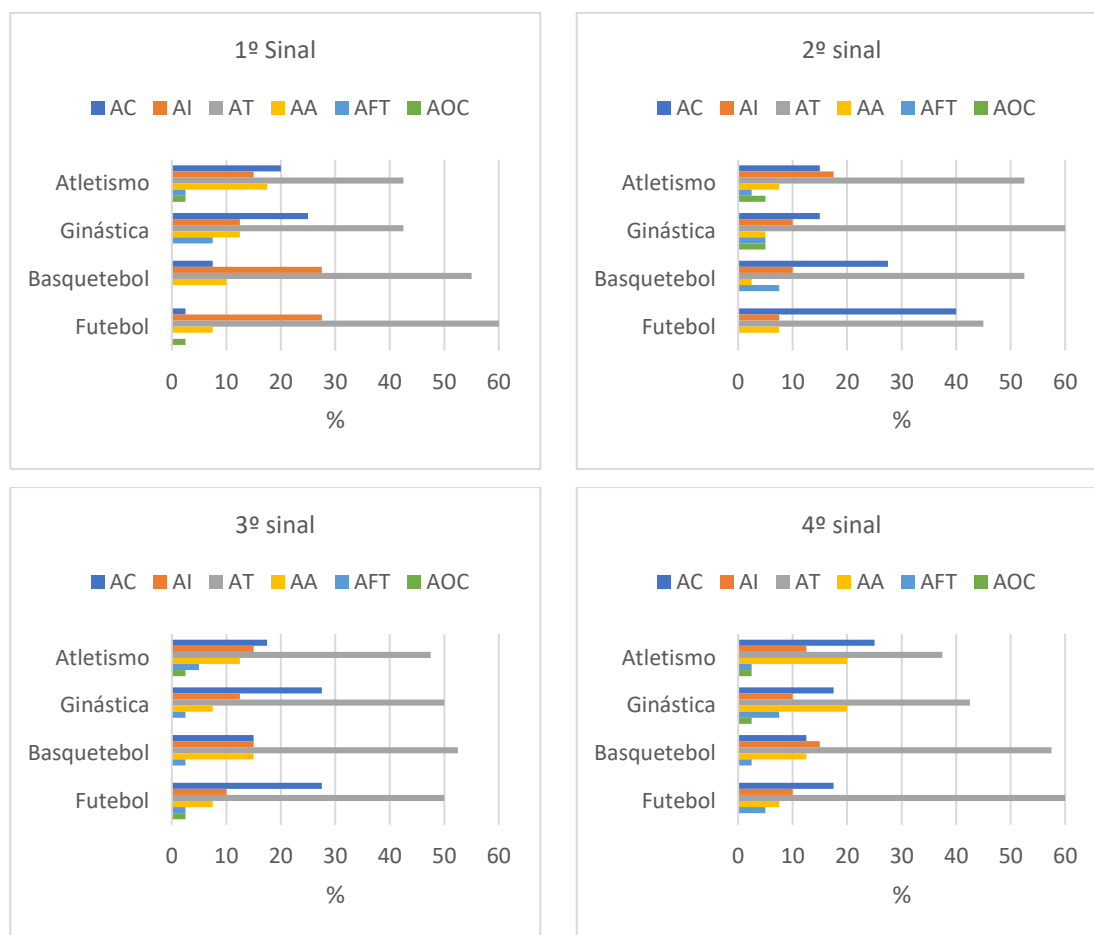 1º Sinal
AC AI AT AA AFT AOC
Atletismo
Ginástica
Basquetebol
Futebol
0 10 20 30 40 50 60
%
2º sinal
AC AI AT AA AFT AOC
Atletismo
Ginástica
Basquetebol
Futebol
0 10 20 30 40 50 60
%
3º sinal
AC AI AT AA AFT AOC
Atletismo
Ginástica
Basquetebol
Futebol
0 10 20 30 40 50 60
%
4º sinal
AC AI AT AA AFT AOC
Atletismo
Ginástica
Basquetebol
Futebol
0 10 20 30 40 50 60
%